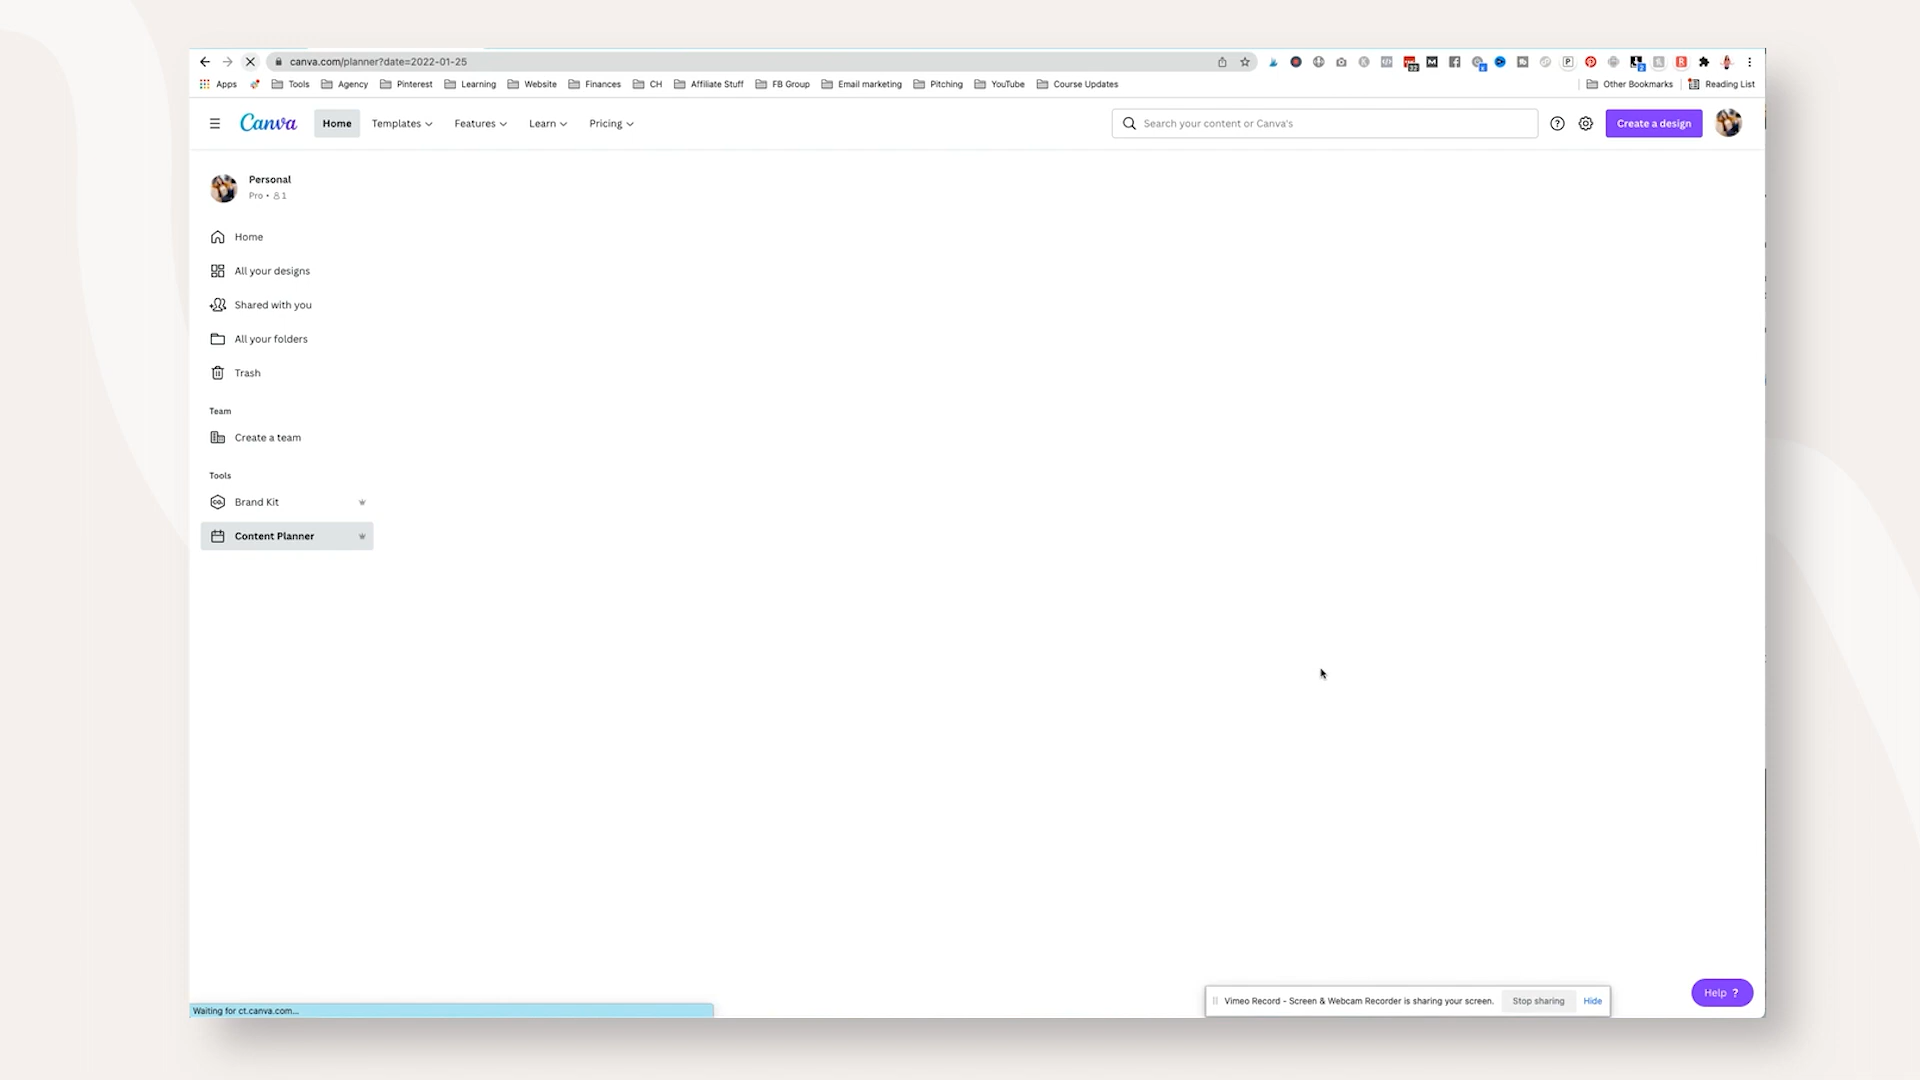 canva.com/planner?date=2022-01-25
Apps Tools Agency Pinterest Learning Website Finances CH Affiliate Stuff FB Group Email marketing Pitching YouTube Course Updates Other Bookmarks Reading List
Canva Home Templates Features Learn Pricing Search your content or Canva's Create a design
Personal
Pro • 1
Home
All your designs
Shared with you
All your folders
Trash
Team
Create a team
Tools
Brand Kit
Content Planner
Help ?
Vimeo Record - Screen & Webcam Recorder is sharing your screen. Stop sharing Hide
Waiting for ct.canva.com...